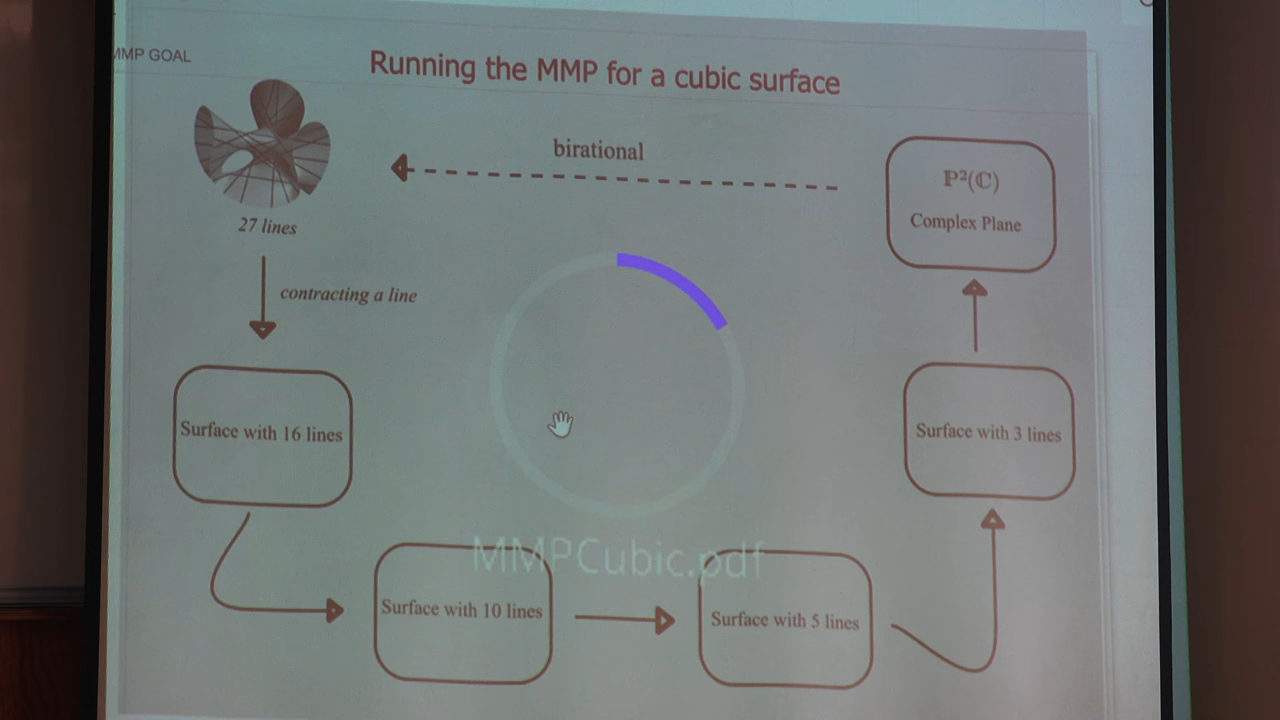 MMP GOAL
Running the MMP for a cubic surface
birational
ℙ²(ℂ)
Complex Plane
27 lines
contracting a line
Surface with 16 lines
Surface with 3 lines
MMPCubic.pdf
Surface with 10 lines
Surface with 5 lines